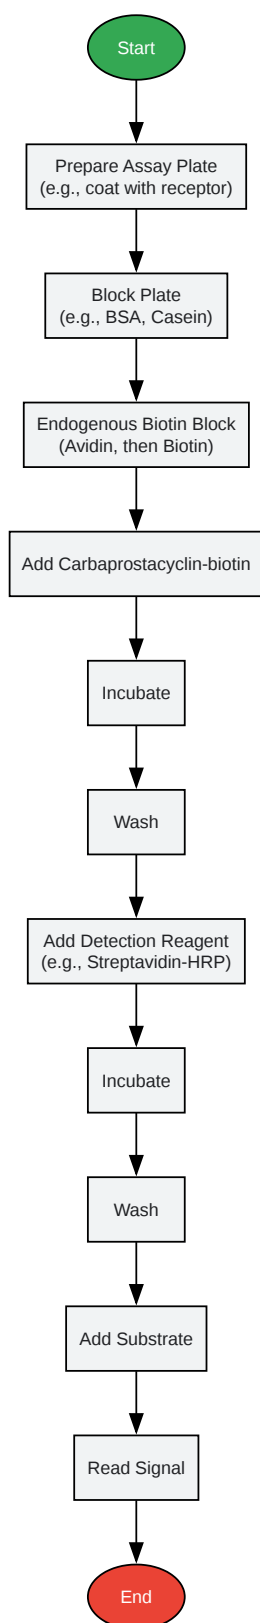 Start
Prepare Assay Plate
(e.g., coat with receptor)
Block Plate
(e.g., BSA, Casein)
Endogenous Biotin Block
(Avidin, then Biotin)
Add Carbaprostacyclin-biotin
Incubate
Wash
Add Detection Reagent
(e.g., Streptavidin-HRP)
Incubate
Wash
Add Substrate
Read Signal
End